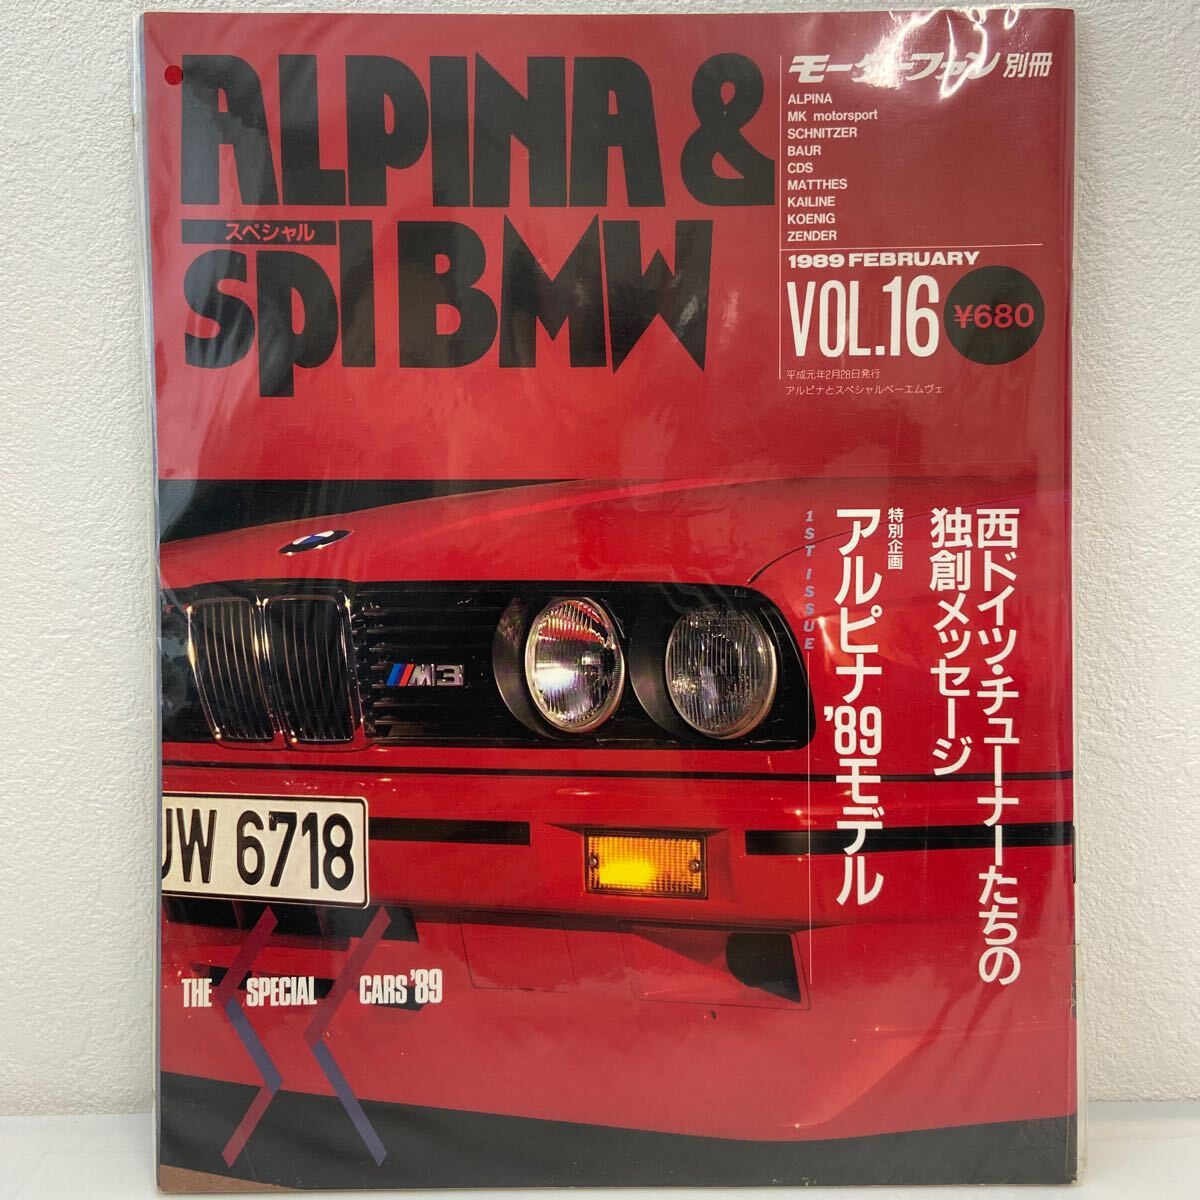 ALPINA &
スペシャル
spl BMW
モーターファン 別冊
ALPINA
MK motorsport
SCHNITZER
BAUR
CDS
MATTHES
KAILINE
KOENIG
ZENDER
1989 FEBRUARY
VOL.16
¥680
平成元年2月28日発行
アルピナとスペシャルベーエムヴェ
西ドイツ・チューナーたちの
独創メッセージ
特別企画
アルピナ'89モデル
1ST ISSUE
M3
UW 6718
THE SPECIAL CARS '89